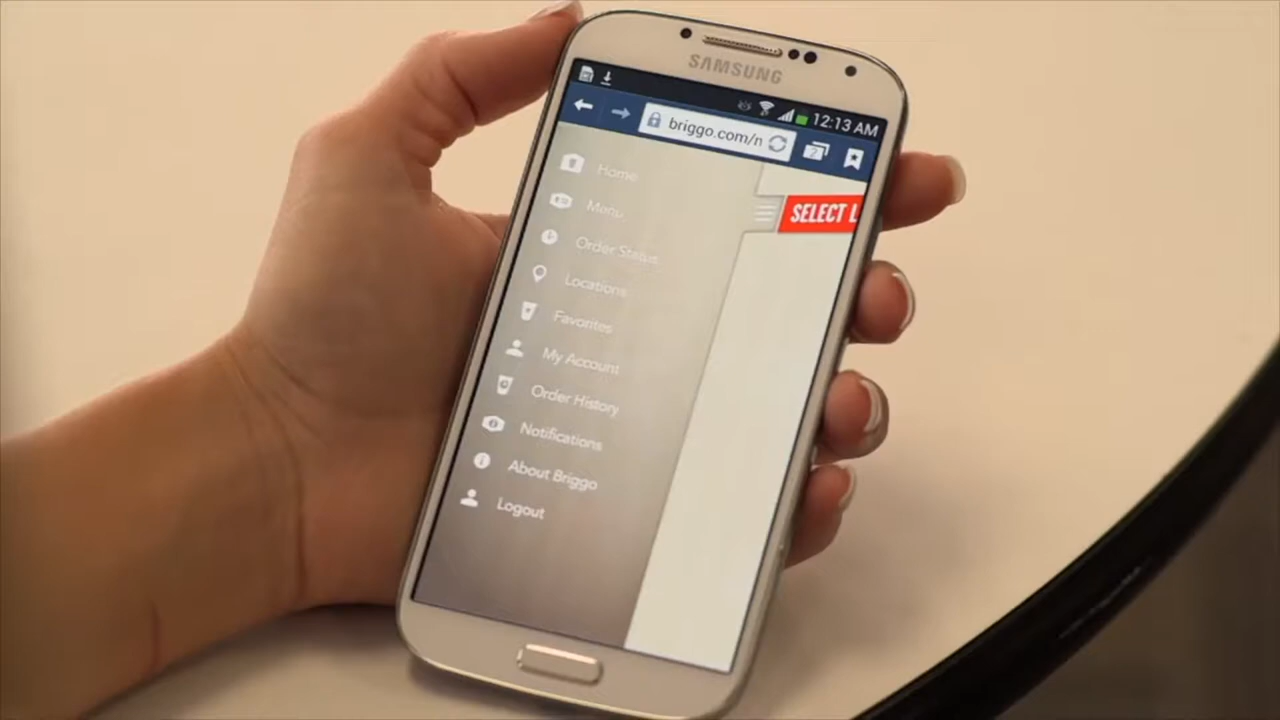 SAMSUNG
12:13 AM
briggo.com/n
2
Home
SELECT L
Menu
Order Status
Locations
Favorites
My Account
Order History
Notifications
About Briggo
Logout